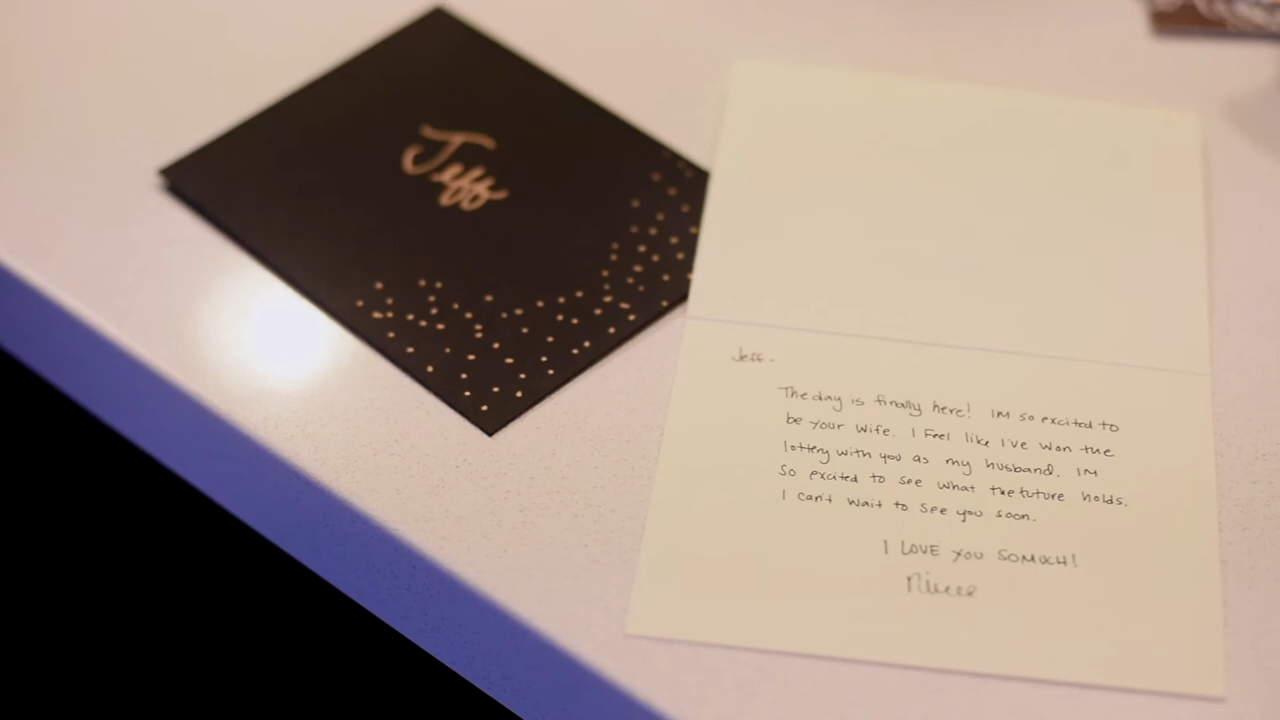 Jeff
Jeff-
The day is finally here! IM so excited to
be your wife. I Feel like I've won the
lottery with you as my husband. IM
so excited to see what the future holds.
I can't wait to see you soon.
I LOVE YOU SOMUCH!